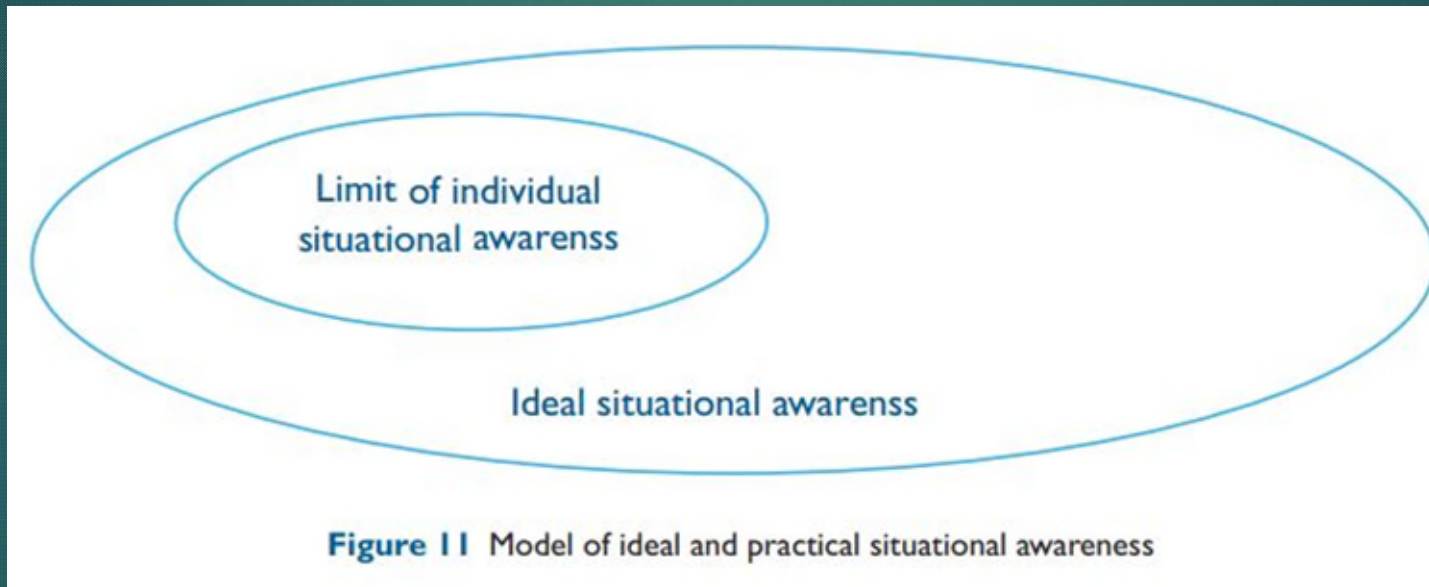 Limit of individual
situational awarenss
Ideal situational awarenss
Figure 11 Model of ideal and practical situational awareness